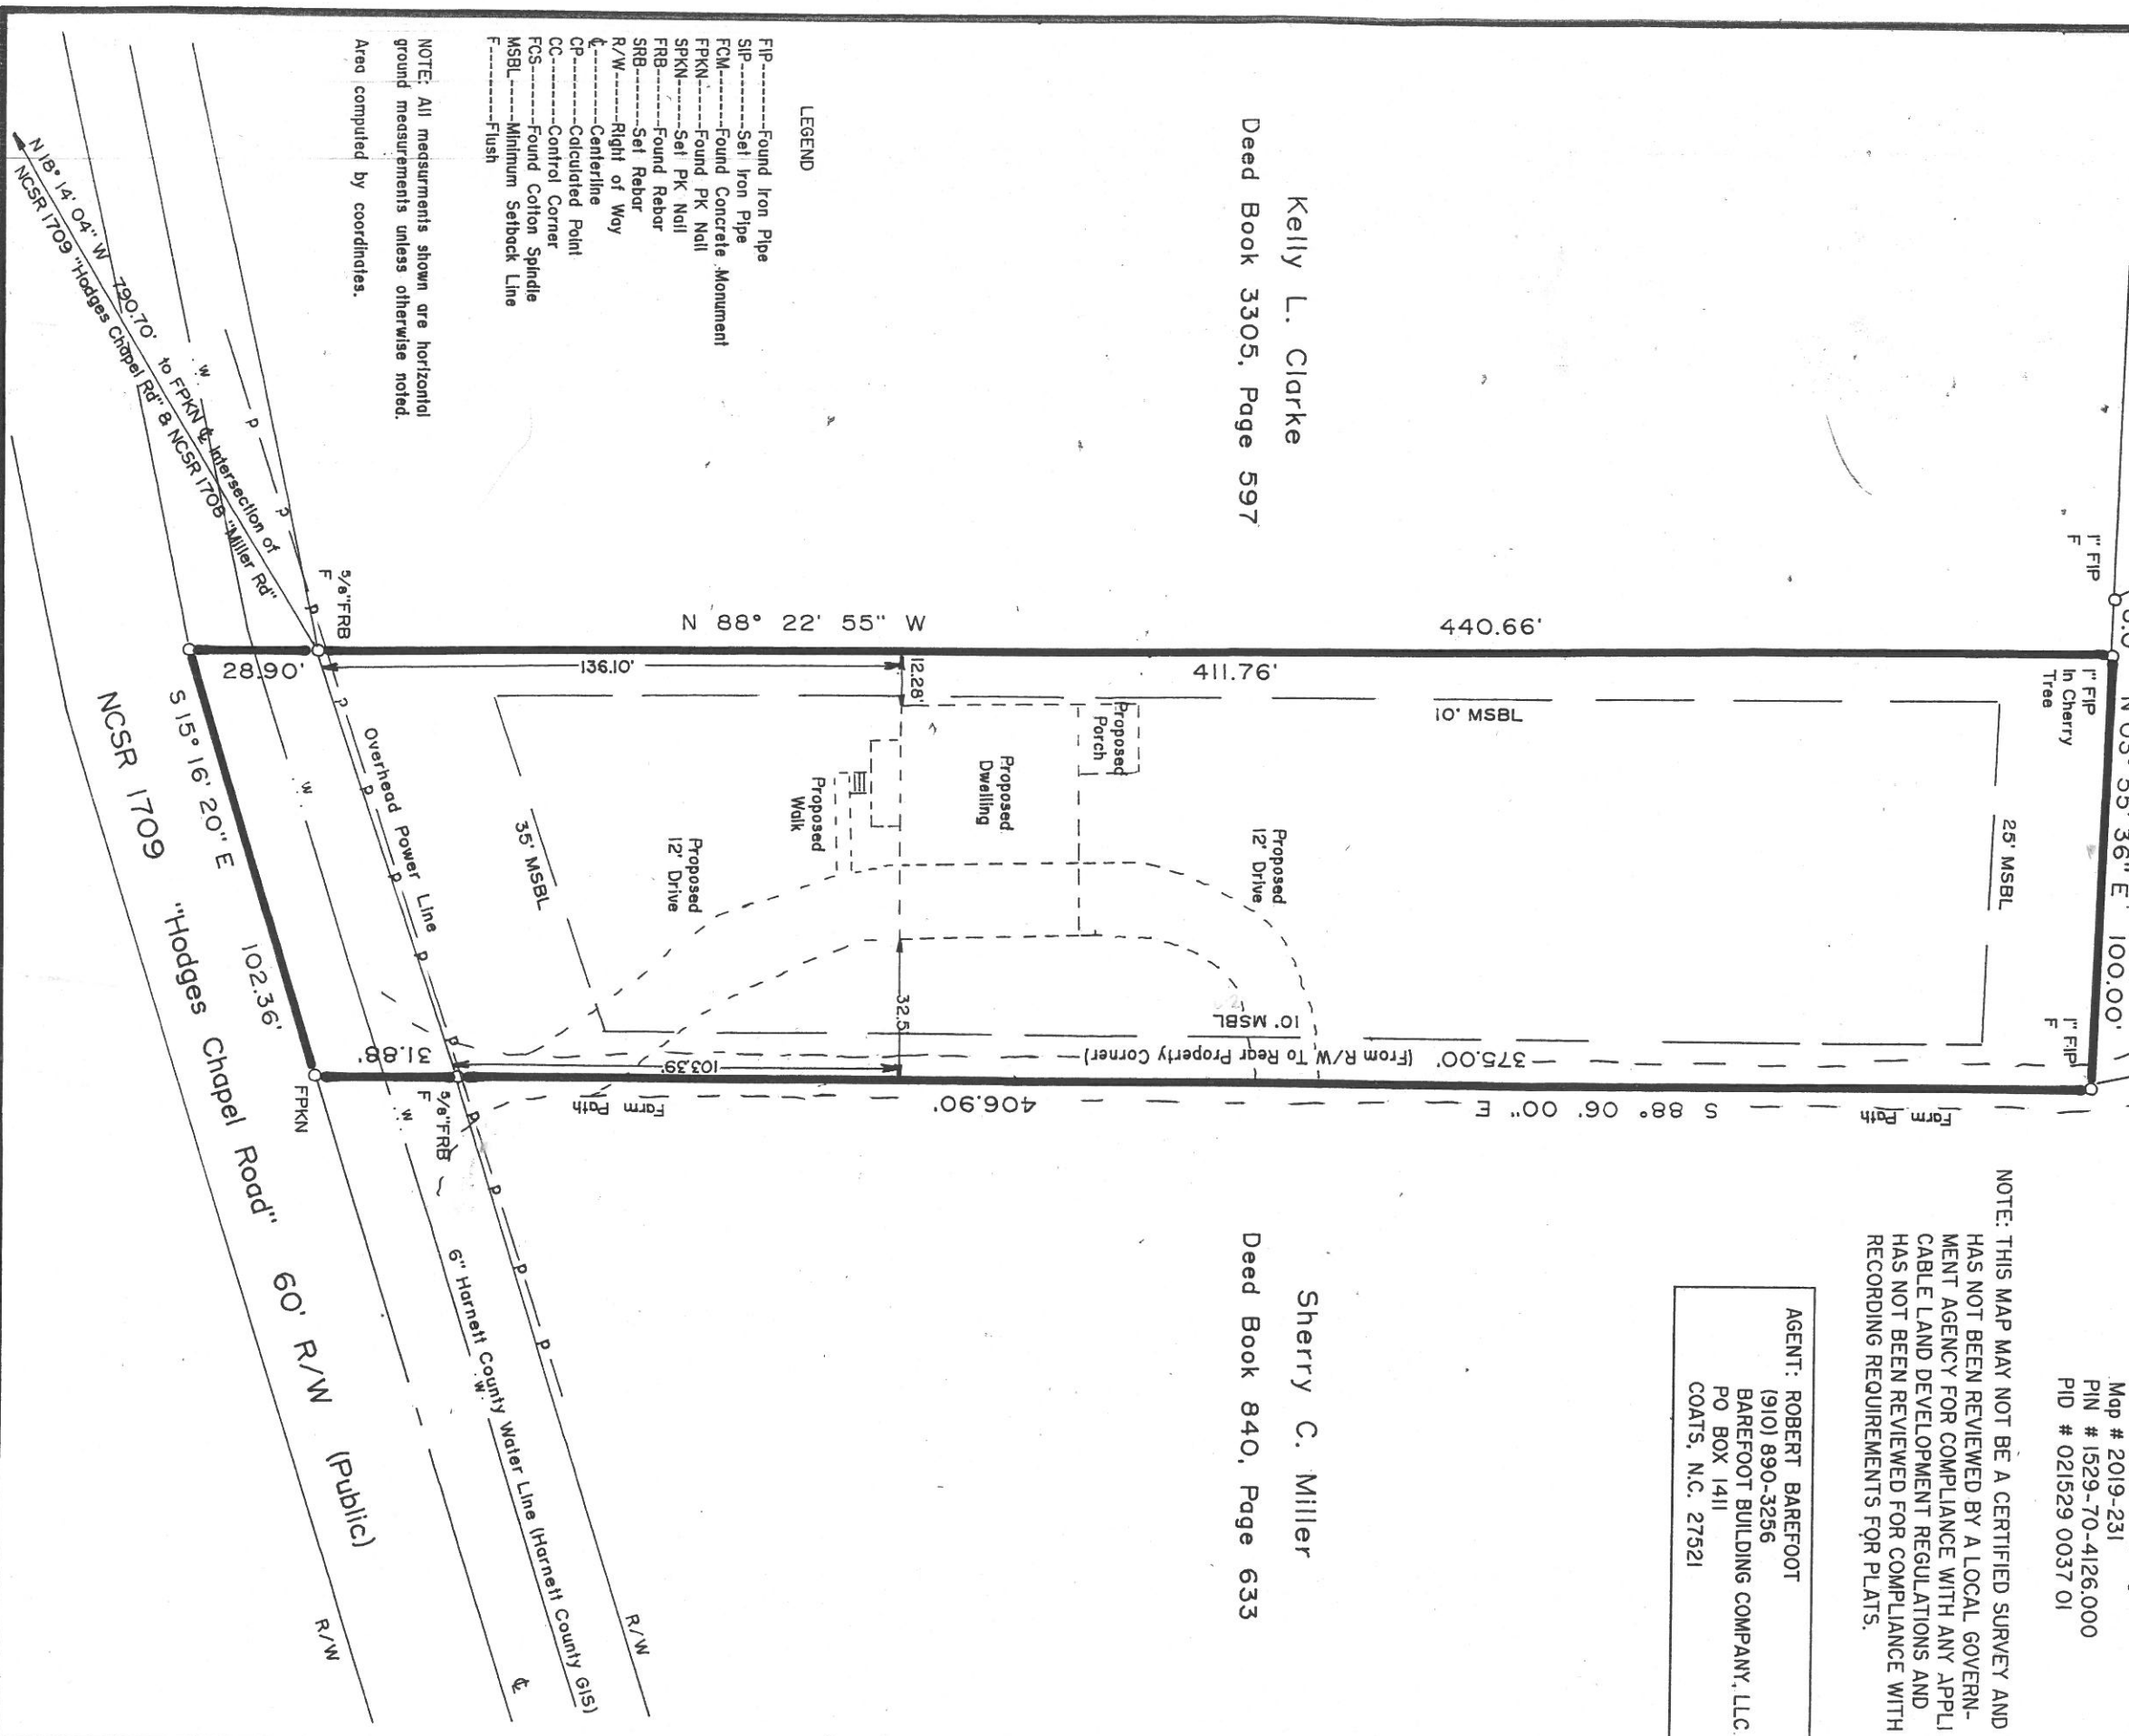 Map # 2019-231
PIN # 1529-70-4126.000
PID # 021529 0037 01
NOTE: THIS MAP MAY NOT BE A CERTIFIED SURVEY AND
HAS NOT BEEN REVIEWED BY A LOCAL GOVERN-
MENT AGENCY FOR COMPLIANCE WITH ANY APPLI
CABLE LAND DEVELOPMENT REGULATIONS AND
HAS NOT BEEN REVIEWED FOR COMPLIANCE WITH
RECORDING REQUIREMENTS FOR PLATS.
AGENT: ROBERT BAREFOOT
(910) 890-3256
BAREFOOT BUILDING COMPANY, LLC.
PO BOX 1411
COATS, N.C. 27521
1" FIP
F
N 03° 55' 36" E 100.00'
1" FIP
In Cherry
Tree
1" FIP
F
25' MSBL
Kelly L. Clarke
Deed Book 3305, Page 597
Sherry C. Miller
Deed Book 840, Page 633
N 88° 22' 55" W
440.66'
411.76'
136.10'
28.90'
12.28'
10' MSBL
Proposed
Porch
Proposed
Dwelling
Proposed
12' Drive
Proposed
Walk
Proposed
12' Drive
35' MSBL
32.5
10' MSBL
375.00' (From R/W To Rear Property Corner)
103.39'
31.88'
Farm Path
S 88° 06' 00" E
406.90'
Farm Path
LEGEND
FIP---------Found Iron Pipe
SIP---------Set Iron Pipe
FCM-------Found Concrete Monument
FPKN------Found PK Nail
SPKN------Set PK Nail
FRB--------Found Rebar
SRB--------Set Rebar
R/W-------Right of Way
℄----------Centerline
CP---------Calculated Point
CC---------Control Corner
FCS--------Found Cotton Spindle
MSBL------Minimum Setback Line
F-----------Flush
NOTE: All measurments shown are horizontal
ground measurements unless otherwise noted.
Area computed by coordinates.
5/8"FRB
F
5/8"FRB
F
FPKN
Overhead Power Line
N 18° 14' 04" W 790.70' to FPKN ℄ Intersection of
NCSR 1709 "Hodges Chapel Rd" & NCSR 1708 "Miller Rd"
S 15° 16' 20" E 102.36'
6" Harnett County Water Line (Harnett County GIS)
NCSR 1709 "Hodges Chapel Road" 60' R/W (Public)
R/W
℄
R/W